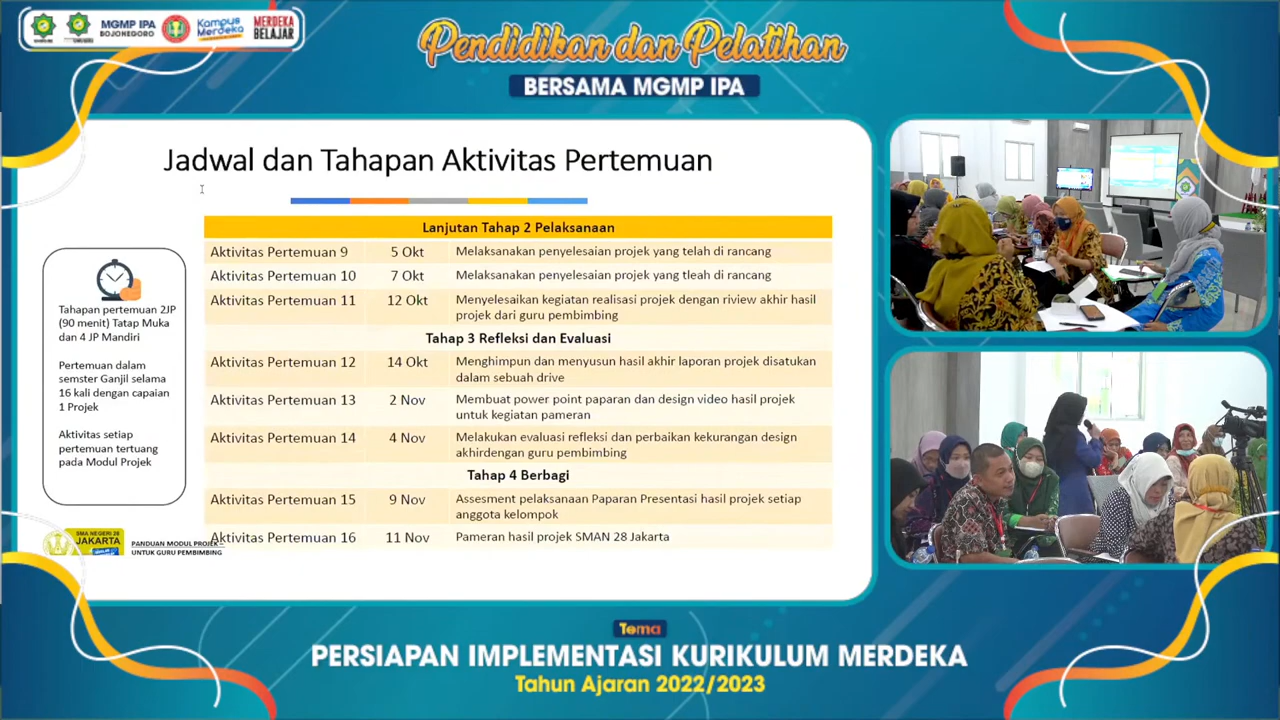 MGMP IPA
BOJONEGORO
Kampus
Merdeka
MERDEKA
BELAJAR
Pendidikan dan Pelatihan
BERSAMA MGMP IPA
Jadwal dan Tahapan Aktivitas Pertemuan
Tahapan pertemuan 2JP
(90 menit) Tatap Muka
dan 4 JP Mandiri
Pertemuan dalam
semster Ganjil selama
16 kali dengan capaian
1 Projek
Aktivitas setiap
pertemuan tertuang
pada Modul Projek
Lanjutan Tahap 2 Pelaksanaan
Aktivitas Pertemuan 9 5 Okt Melaksanakan penyelesaian projek yang telah di rancang
Aktivitas Pertemuan 10 7 Okt Melaksanakan penyelesaian projek yang tleah di rancang
Aktivitas Pertemuan 11 12 Okt Menyelesaikan kegiatan realisasi projek dengan riview akhir hasil
projek dari guru pembimbing
Tahap 3 Refleksi dan Evaluasi
Aktivitas Pertemuan 12 14 Okt Menghimpun dan menyusun hasil akhir laporan projek disatukan
dalam sebuah drive
Aktivitas Pertemuan 13 2 Nov Membuat power point paparan dan design video hasil projek
untuk kegiatan pameran
Aktivitas Pertemuan 14 4 Nov Melakukan evaluasi refleksi dan perbaikan kekurangan design
akhirdengan guru pembimbing
Tahap 4 Berbagi
Aktivitas Pertemuan 15 9 Nov Assesment pelaksanaan Paparan Presentasi hasil projek setiap
anggota kelompok
Aktivitas Pertemuan 16 11 Nov Pameran hasil projek SMAN 28 Jakarta
SMA NEGERI 28
JAKARTA
PANDUAN MODUL PROJEK –
UNTUK GURU PEMBIMBING
Tema
PERSIAPAN IMPLEMENTASI KURIKULUM MERDEKA
Tahun Ajaran 2022/2023